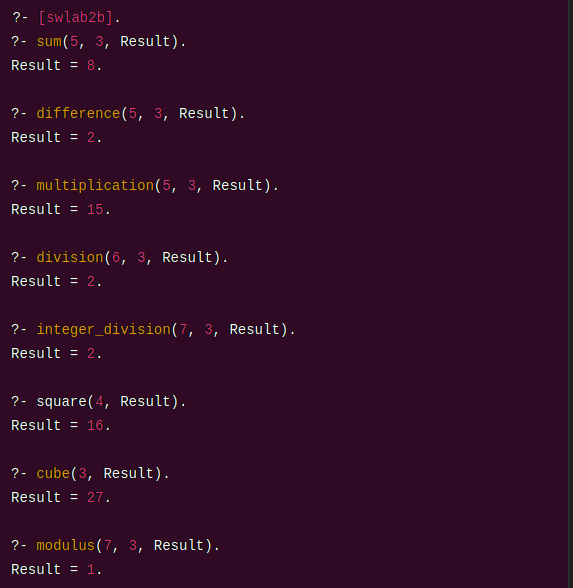 ?- [swlab2b].
?- sum(5, 3, Result).
Result = 8.
?- difference(5, 3, Result).
Result = 2.
?- multiplication(5, 3, Result).
Result = 15.
?- division(6, 3, Result).
Result = 2.
?- integer_division(7, 3, Result).
Result = 2.
?- square(4, Result).
Result = 16.
?- cube(3, Result).
Result = 27.
?- modulus(7, 3, Result).
Result = 1.